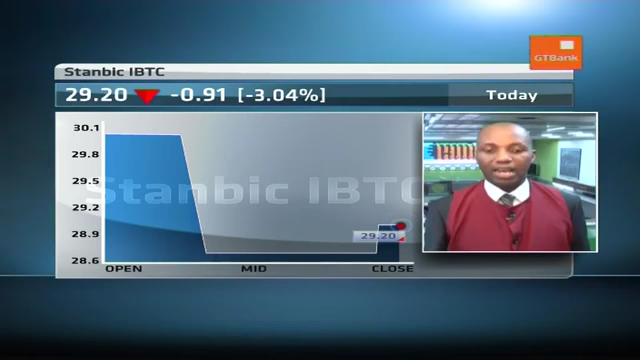 GTBank
Stanbic IBTC
29.20 -0.91 [-3.04%] Today
30.1
29.8
29.5
Stanbic IBTC
29.2
28.9
29.20
28.6
OPEN MID CLOSE